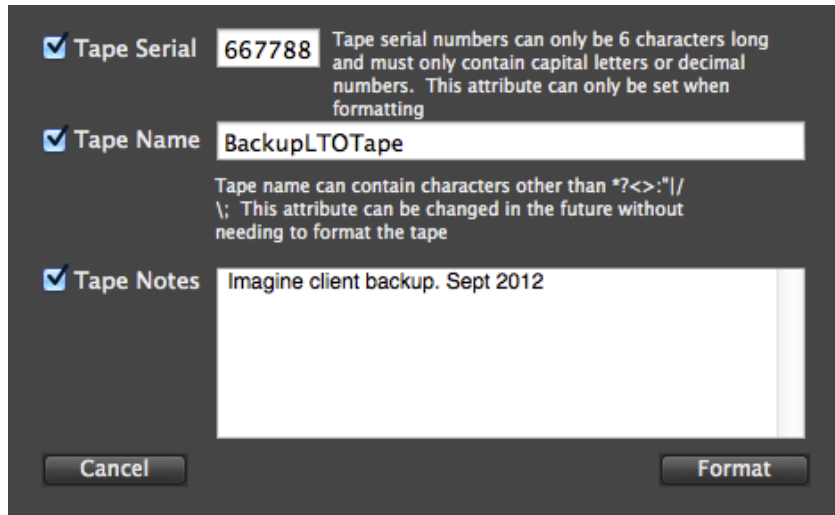 Tape Serial
667788
Tape serial numbers can only be 6 characters long
and must only contain capital letters or decimal
numbers.  This attribute can only be set when
formatting
Tape Name
BackupLTOTape
Tape name can contain characters other than *?<>:"|/
\;  This attribute can be changed in the future without
needing to format the tape
Tape Notes
Imagine client backup. Sept 2012
Cancel
Format